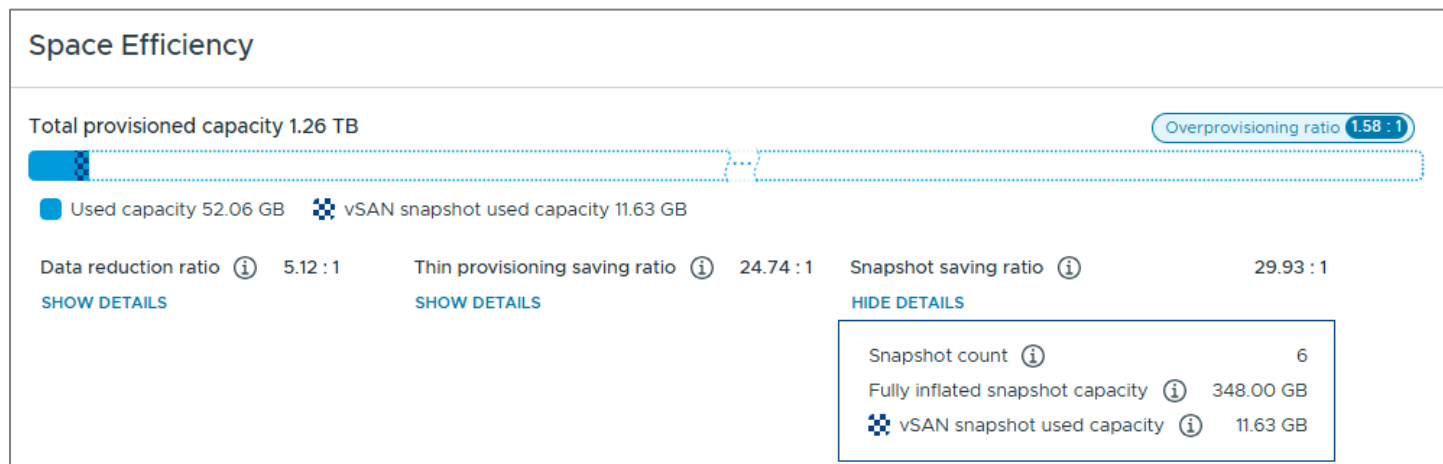 Space Efficiency
Total provisioned capacity 1.26 TB
Overprovisioning ratio 1.58 : 1
Used capacity 52.06 GB vSAN snapshot used capacity 11.63 GB
Data reduction ratio 5.12 : 1 Thin provisioning saving ratio 24.74 : 1 Snapshot saving ratio 29.93 : 1
SHOW DETAILS SHOW DETAILS HIDE DETAILS
Snapshot count 6
Fully inflated snapshot capacity 348.00 GB
vSAN snapshot used capacity 11.63 GB